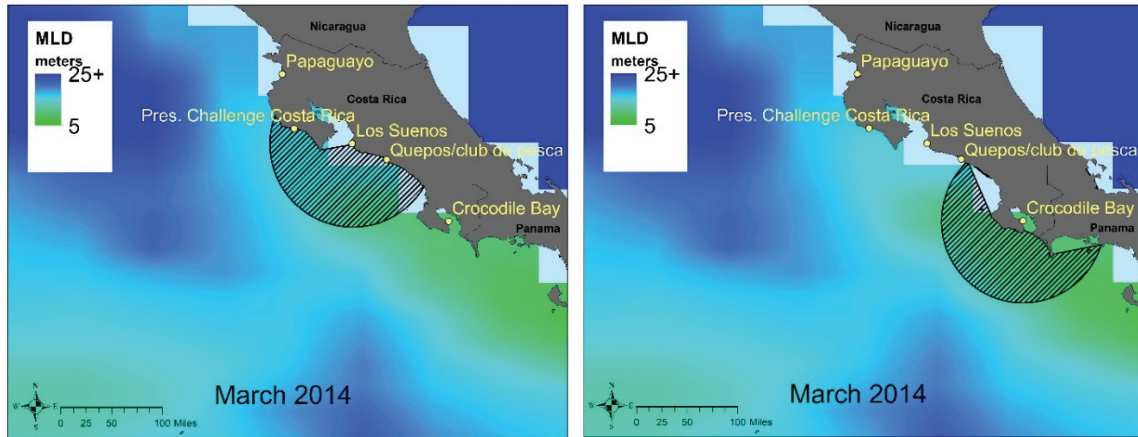 MLD
meters
25+
5
Nicaragua
Papaguayo
Costa Rica
Pres. Challenge Costa Rica
Los Suenos
Quepos/club de pesca
Crocodile Bay
Panama
March 2014
N
W E
S
0 25 50 100 Miles
MLD
meters
25+
5
Nicaragua
Papaguayo
Costa Rica
Pres. Challenge Costa Rica
Los Suenos
Quepos/club de pesca
Crocodile Bay
Panama
March 2014
N
W E
S
0 25 50 100 Miles